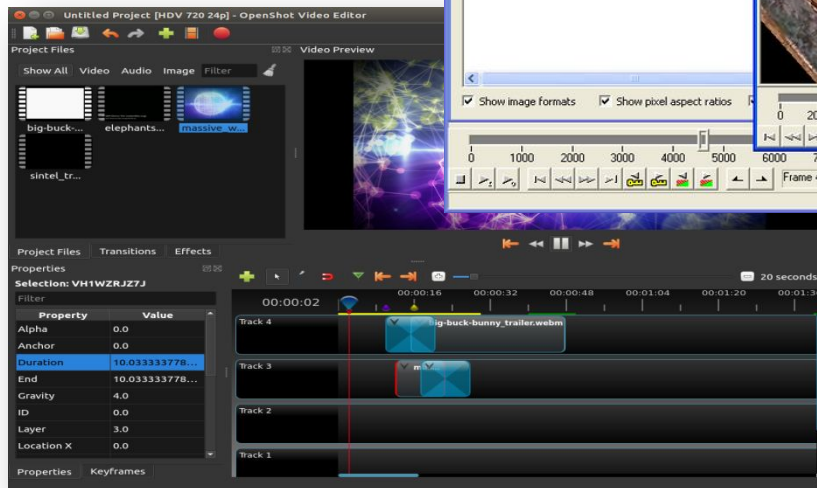 Untitled Project [HDV 720 24p] - OpenShot Video Editor
Project Files
Video Preview
Show All Video Audio Image Filter
big-buck-... elephants... massive_w...
sintel_tr...
Show image formats Show pixel aspect ratios
0 20
0 1000 2000 3000 4000 5000 6000 7
Frame
Project Files Transitions Effects
Properties
Selection: VH1WZRJZ7J
Filter
20 seconds
Property Value
00:00:02
00:00:16 00:00:32 00:00:48 00:01:04 00:01:20 00:01:3
Alpha 0.0
Anchor 0.0
Duration 10.033333778...
End 10.033333778...
Gravity 4.0
ID 0.0
Layer 3.0
Location X 0.0
Track 4
big-buck-bunny_trailer.webm
Track 3
m
Track 2
Track 1
Properties Keyframes